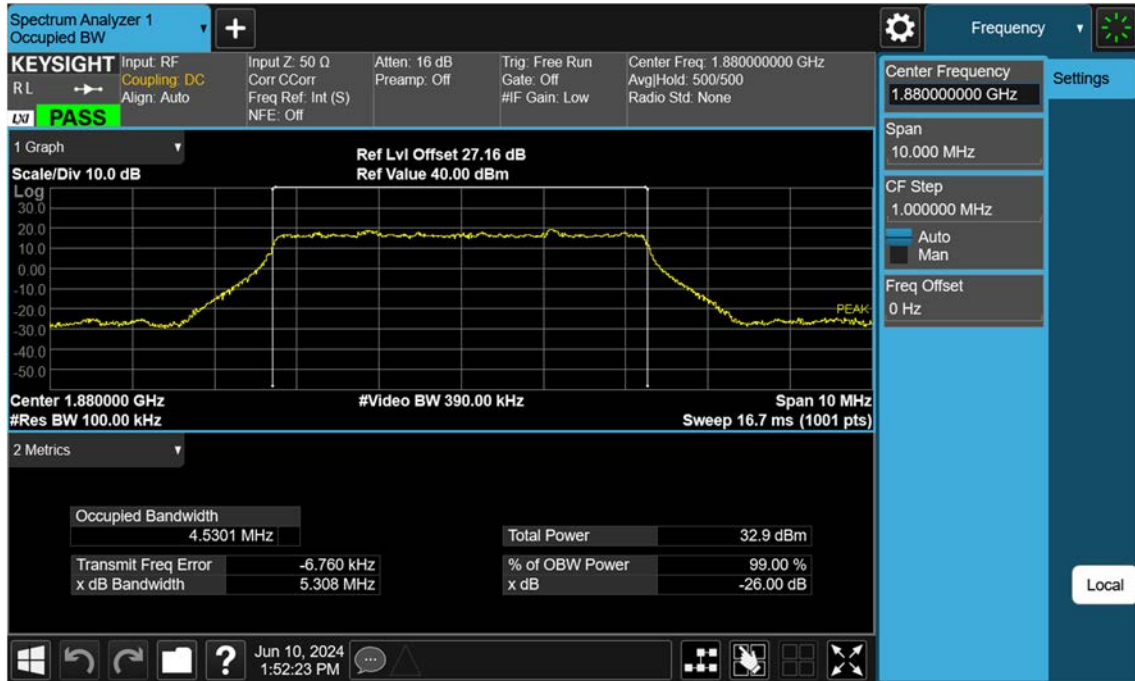 Spectrum Analyzer 1
Occupied BW
+
Frequency
KEYSIGHT
R L
LXI PASS
Input: RF
Coupling: DC
Align: Auto
Input Z: 50 Ω
Corr CCorr
Freq Ref: Int (S)
NFE: Off
Atten: 16 dB
Preamp: Off
Trig: Free Run
Gate: Off
#IF Gain: Low
Center Freq: 1.880000000 GHz
Avg|Hold: 500/500
Radio Std: None
1 Graph
Scale/Div 10.0 dB
Ref Lvl Offset 27.16 dB
Ref Value 40.00 dBm
Log
30.0
20.0
10.0
0.00
-10.0
-20.0
-30.0
-40.0
-50.0
PEAK
Center 1.880000 GHz
#Video BW 390.00 kHz
Span 10 MHz
#Res BW 100.00 kHz
Sweep 16.7 ms (1001 pts)
2 Metrics
Occupied Bandwidth
4.5301 MHz
Total Power 32.9 dBm
Transmit Freq Error -6.760 kHz
% of OBW Power 99.00 %
x dB Bandwidth 5.308 MHz
x dB -26.00 dB
Center Frequency
1.880000000 GHz
Settings
Span
10.000 MHz
CF Step
1.000000 MHz
Auto
Man
Freq Offset
0 Hz
Local
?
Jun 10, 2024
1:52:23 PM